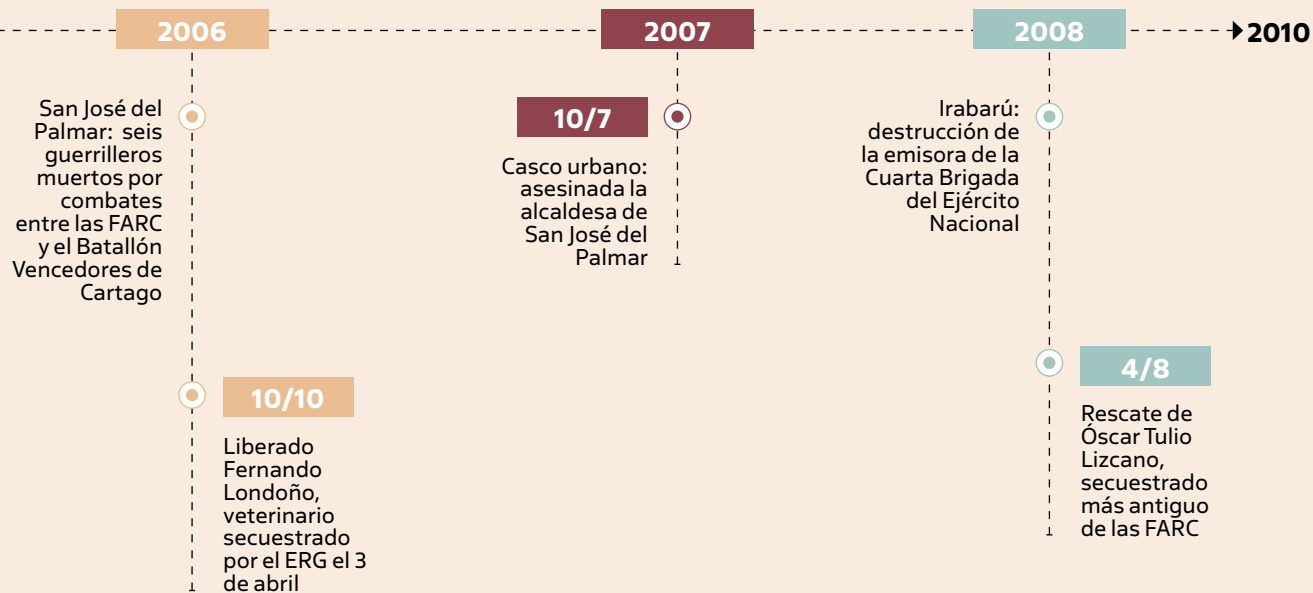 2006
2007
2008
2010
San José del
Palmar: seis
guerrilleros
muertos por
combates
entre las FARC
y el Batallón
Vencedores de
Cartago
10/10
Liberado
Fernando
Londoño,
veterinario
secuestrado
por el ERG el 3
de abril
10/7
Casco urbano:
asesinada la
alcaldesa de
San José del
Palmar
Irabarú:
destrucción de
la emisora de la
Cuarta Brigada
del Ejército
Nacional
4/8
Rescate de
Óscar Tulio
Lizcano,
secuestrado
más antiguo
de las FARC